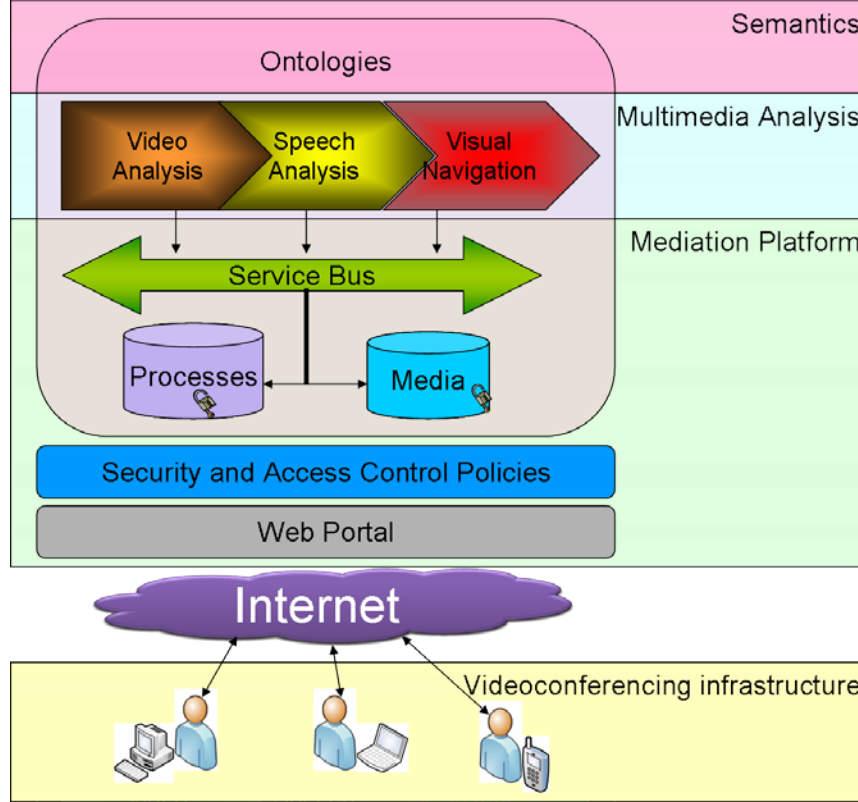 Semantics
Ontologies
Multimedia Analysis
Video
Analysis
Speech
Analysis
Visual
Navigation
Mediation Platform
Service Bus
Processes
Media
Security and Access Control Policies
Web Portal
Internet
Videoconferencing infrastructure